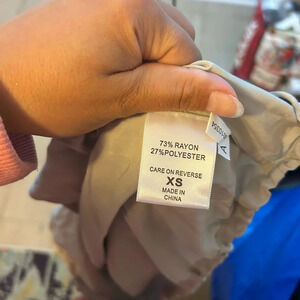 73% RAYON
27%POLYESTER
CARE ON REVERSE
XS
MADE IN
CHINA
A